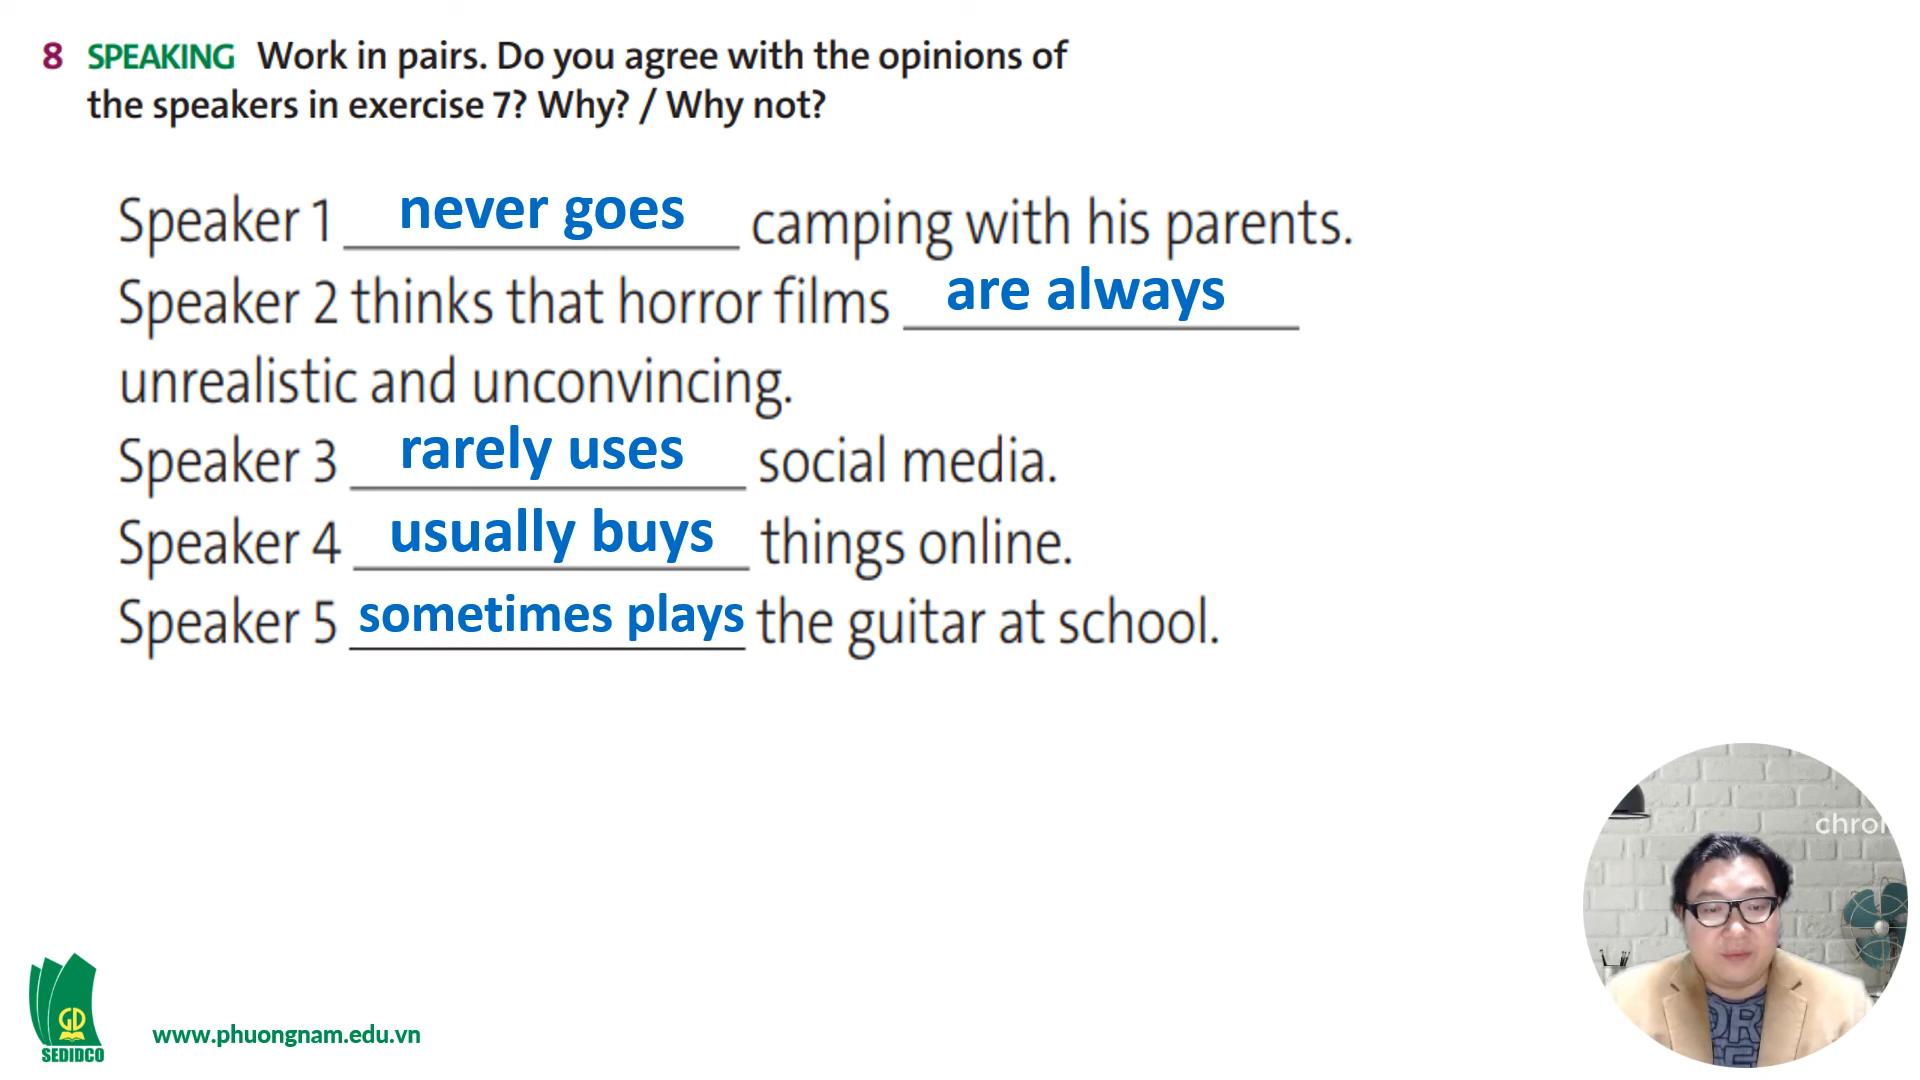 8 SPEAKING Work in pairs. Do you agree with the opinions of
the speakers in exercise 7? Why? / Why not?
Speaker 1 never goes camping with his parents.
Speaker 2 thinks that horror films are always
unrealistic and unconvincing.
Speaker 3 rarely uses social media.
Speaker 4 usually buys things online.
Speaker 5 sometimes plays the guitar at school.
chro
GD
SEDIDCO
www.phuongnam.edu.vn